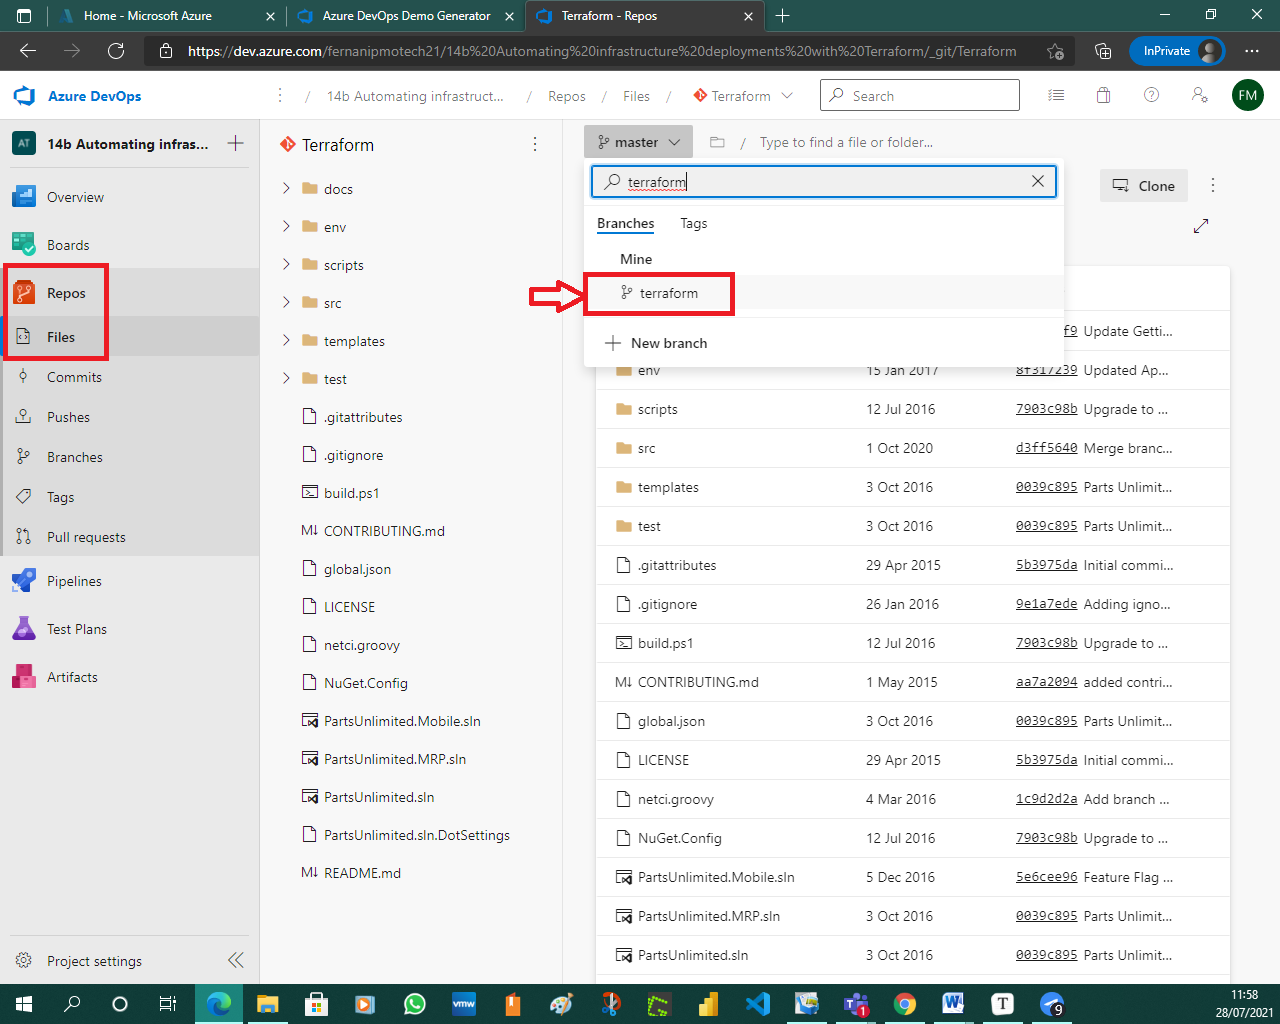 Home - Microsoft Azure
Azure DevOps Demo Generator
Terraform - Repos
https://dev.azure.com/fernanipmotech21/14b%20Automating%20infrastructure%20deployments%20with%20Terraform/_git/Terraform
InPrivate
Azure DevOps
/ 14b Automating infrastruct... / Repos / Files / Terraform
Search
FM
AT 14b Automating infras...
Overview
Boards
Repos
Files
Commits
Pushes
Branches
Tags
Pull requests
Pipelines
Test Plans
Artifacts
Project settings
Terraform
docs
env
scripts
src
templates
test
.gitattributes
.gitignore
build.ps1
M↓ CONTRIBUTING.md
global.json
LICENSE
netci.groovy
NuGet.Config
PartsUnlimited.Mobile.sln
PartsUnlimited.MRP.sln
PartsUnlimited.sln
PartsUnlimited.sln.DotSettings
M↓ README.md
master / Type to find a file or folder...
terraform
Branches Tags
Mine
terraform
New branch
Clone
f9 Update Getti...
env 15 Jan 2017 8f317239 Updated Ap...
scripts 12 Jul 2016 7903c98b Upgrade to ...
src 1 Oct 2020 d3ff5640 Merge branc...
templates 3 Oct 2016 0039c895 Parts Unlimit...
test 3 Oct 2016 0039c895 Parts Unlimit...
.gitattributes 29 Apr 2015 5b3975da Initial commi...
.gitignore 26 Jan 2016 9e1a7ede Adding igno...
build.ps1 12 Jul 2016 7903c98b Upgrade to ...
M↓ CONTRIBUTING.md 1 May 2015 aa7a2094 added contri...
global.json 3 Oct 2016 0039c895 Parts Unlimit...
LICENSE 29 Apr 2015 5b3975da Initial commi...
netci.groovy 4 Mar 2016 1c9d2d2a Add branch ...
NuGet.Config 12 Jul 2016 7903c98b Upgrade to ...
PartsUnlimited.Mobile.sln 5 Dec 2016 5e6cee96 Feature Flag ...
PartsUnlimited.MRP.sln 3 Oct 2016 0039c895 Parts Unlimit...
PartsUnlimited.sln 3 Oct 2016 0039c895 Parts Unlimit...
vmw
1
W
T
9
11:58
28/07/2021